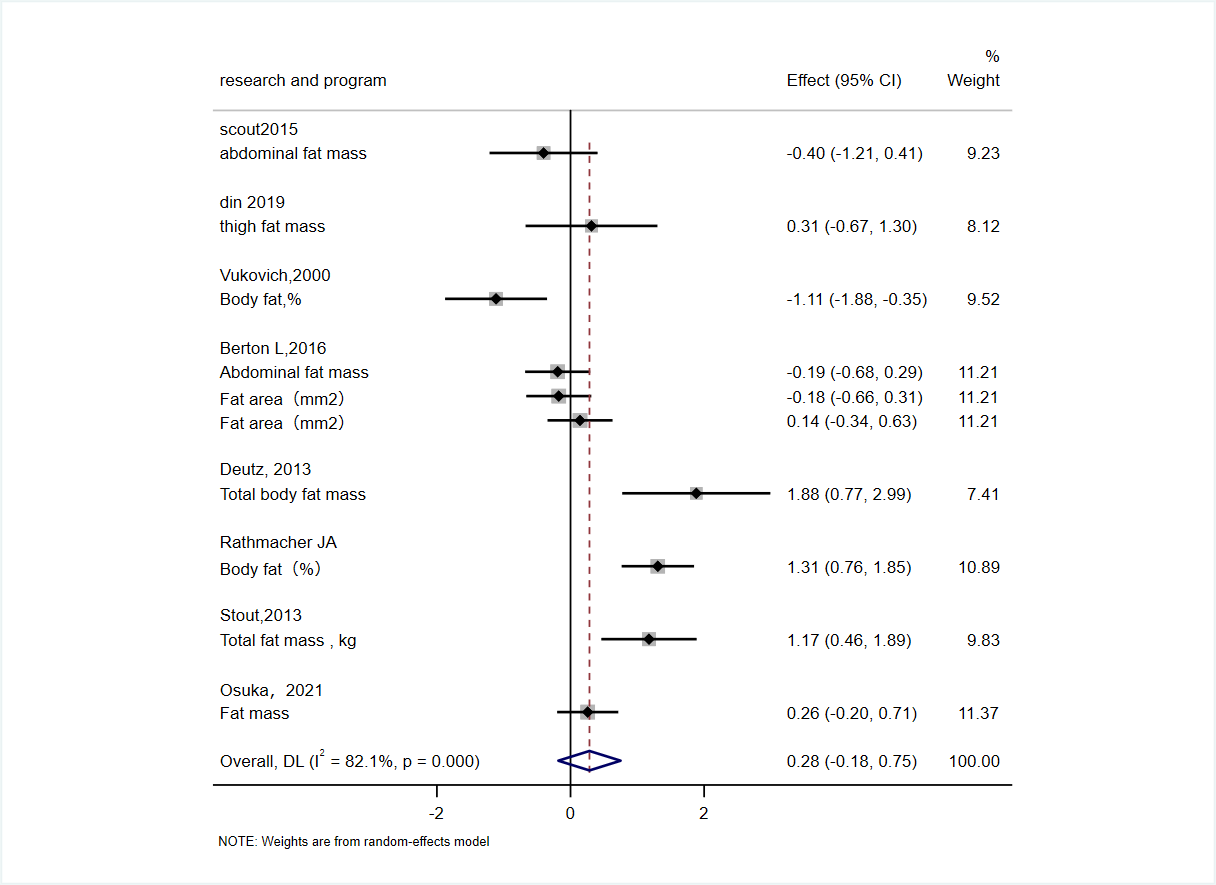 %
research and program Effect (95% CI) Weight
scout2015
abdominal fat mass -0.40 (-1.21, 0.41) 9.23
din 2019
thigh fat mass 0.31 (-0.67, 1.30) 8.12
Vukovich,2000
Body fat,% -1.11 (-1.88, -0.35) 9.52
Berton L,2016
Abdominal fat mass -0.19 (-0.68, 0.29) 11.21
Fat area（mm2） -0.18 (-0.66, 0.31) 11.21
Fat area（mm2） 0.14 (-0.34, 0.63) 11.21
Deutz, 2013
Total body fat mass 1.88 (0.77, 2.99) 7.41
Rathmacher JA
Body fat（%） 1.31 (0.76, 1.85) 10.89
Stout,2013
Total fat mass , kg 1.17 (0.46, 1.89) 9.83
Osuka，2021
Fat mass 0.26 (-0.20, 0.71) 11.37
Overall, DL (I² = 82.1%, p = 0.000) 0.28 (-0.18, 0.75) 100.00
-2 0 2
NOTE: Weights are from random-effects model